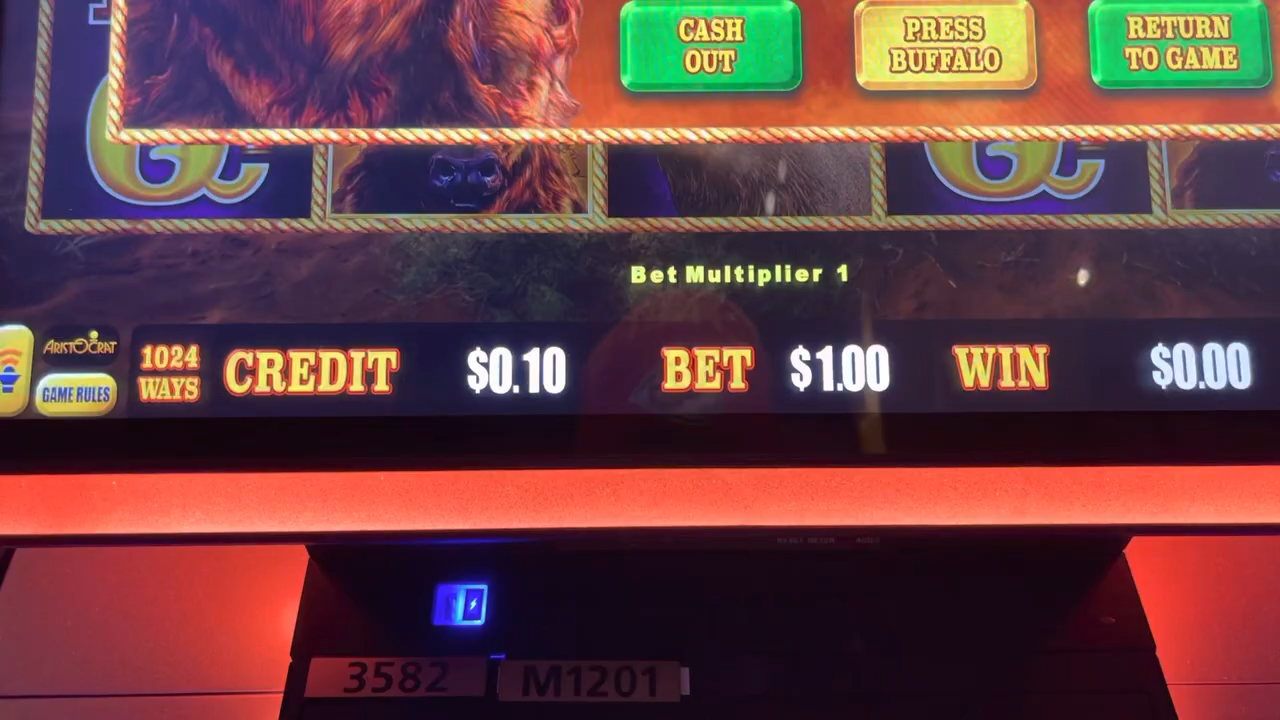 CASH
OUT
PRESS
BUFFALO
RETURN
TO GAME
Bet Multiplier 1
ARISTOCRAT
GAME RULES
1024
WAYS
CREDIT $0.10 BET $1.00 WIN $0.00
3582 M1201